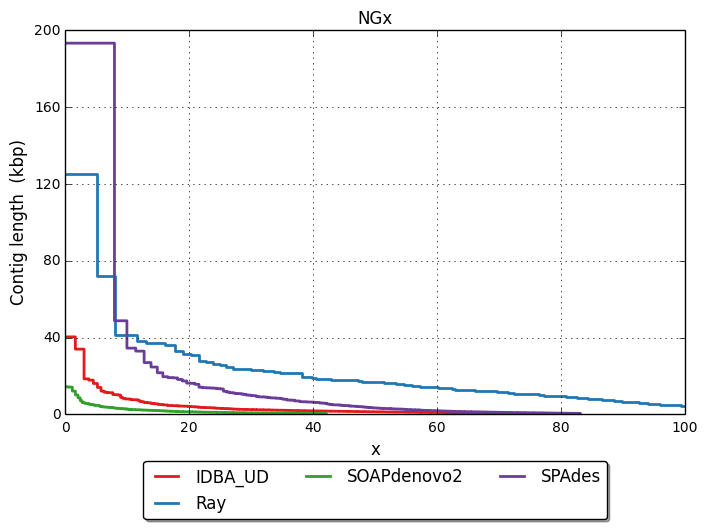 NGx
200
160
120
80
40
0
Contig length (kbp)
0 20 40 60 80 100
x
IDBA_UD SOAPdenovo2 SPAdes
Ray